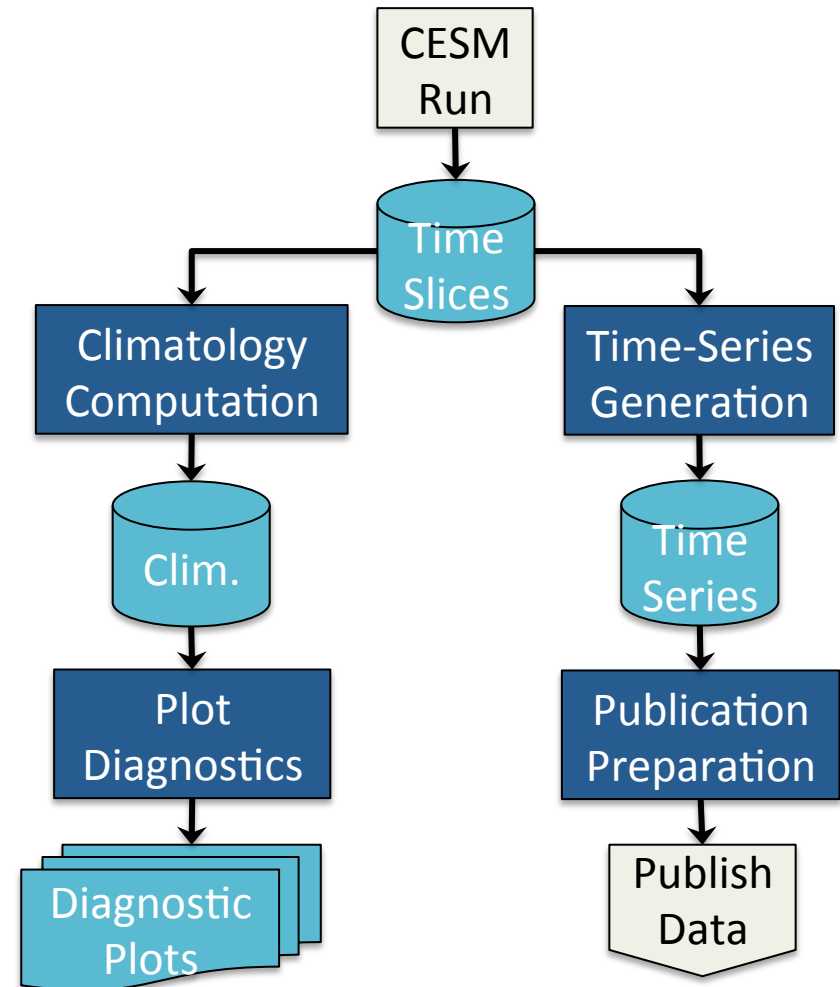 CESM
Run
Time
Slices
Climatology
Computation
Time-Series
Generation
Clim.
Time
Series
Plot
Diagnostics
Publication
Preparation
Diagnostic
Plots
Publish
Data